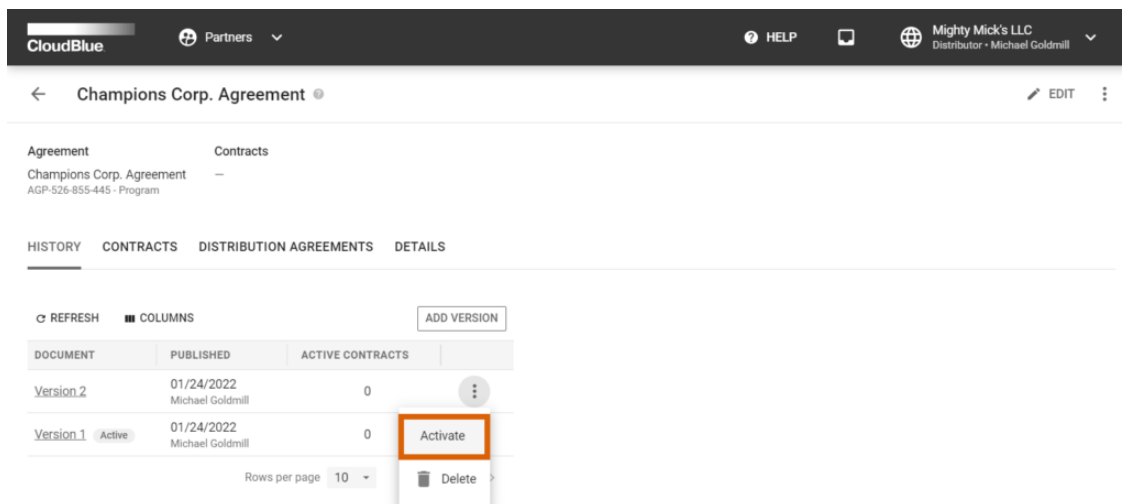 CloudBlue
Partners
HELP
Mighty Mick's LLC
Distributor • Michael Goldmill
Champions Corp. Agreement
EDIT
Agreement
Contracts
Champions Corp. Agreement
—
AGP-526-855-445 - Program
HISTORY CONTRACTS DISTRIBUTION AGREEMENTS DETAILS
REFRESH COLUMNS ADD VERSION
DOCUMENT PUBLISHED ACTIVE CONTRACTS
Version 2 01/24/2022 0
Michael Goldmill
Version 1 Active 01/24/2022 0
Michael Goldmill
Activate
Rows per page 10
Delete